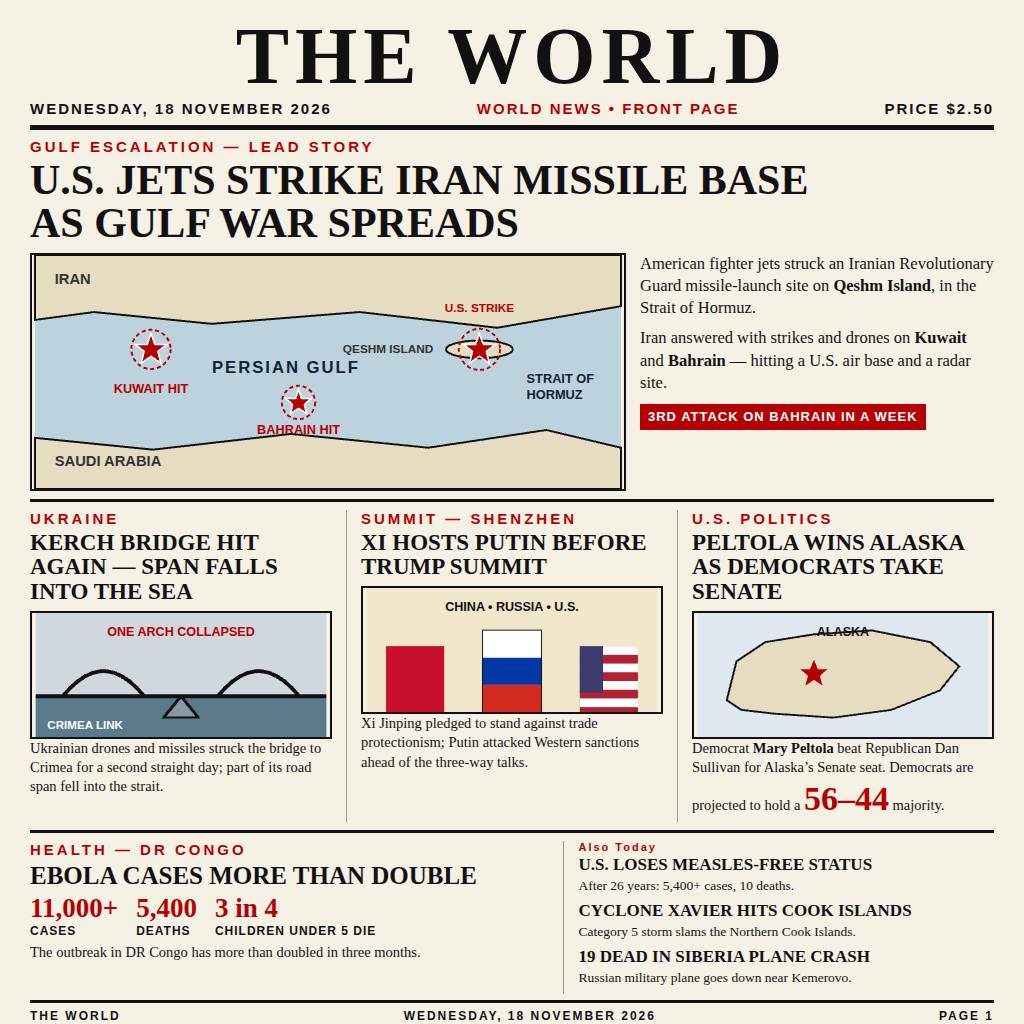 THE WORLD
WEDNESDAY, 18 NOVEMBER 2026
WORLD NEWS • FRONT PAGE
PRICE $2.50
GULF ESCALATION — LEAD STORY
U.S. JETS STRIKE IRAN MISSILE BASE
AS GULF WAR SPREADS
IRAN
U.S. STRIKE
QESHM ISLAND
PERSIAN GULF
KUWAIT HIT
STRAIT OF
HORMUZ
BAHRAIN HIT
SAUDI ARABIA
American fighter jets struck an Iranian Revolutionary
Guard missile-launch site on Qeshm Island, in the
Strait of Hormuz.
Iran answered with strikes and drones on Kuwait
and Bahrain — hitting a U.S. air base and a radar
site.
3RD ATTACK ON BAHRAIN IN A WEEK
UKRAINE
KERCH BRIDGE HIT
AGAIN — SPAN FALLS
INTO THE SEA
ONE ARCH COLLAPSED
CRIMEA LINK
Ukrainian drones and missiles struck the bridge to
Crimea for a second straight day; part of its road
span fell into the strait.
SUMMIT — SHENZHEN
XI HOSTS PUTIN BEFORE
TRUMP SUMMIT
CHINA • RUSSIA • U.S.
Xi Jinping pledged to stand against trade
protectionism; Putin attacked Western sanctions
ahead of the three-way talks.
U.S. POLITICS
PELTOLA WINS ALASKA
AS DEMOCRATS TAKE
SENATE
ALASKA
Democrat Mary Peltola beat Republican Dan
Sullivan for Alaska’s Senate seat. Democrats are
projected to hold a 56–44 majority.
HEALTH — DR CONGO
EBOLA CASES MORE THAN DOUBLE
11,000+
CASES
5,400
DEATHS
3 in 4
CHILDREN UNDER 5 DIE
The outbreak in DR Congo has more than doubled in three months.
Also Today
U.S. LOSES MEASLES-FREE STATUS
After 26 years: 5,400+ cases, 10 deaths.
CYCLONE XAVIER HITS COOK ISLANDS
Category 5 storm slams the Northern Cook Islands.
19 DEAD IN SIBERIA PLANE CRASH
Russian military plane goes down near Kemerovo.
THE WORLD
WEDNESDAY, 18 NOVEMBER 2026
PAGE 1